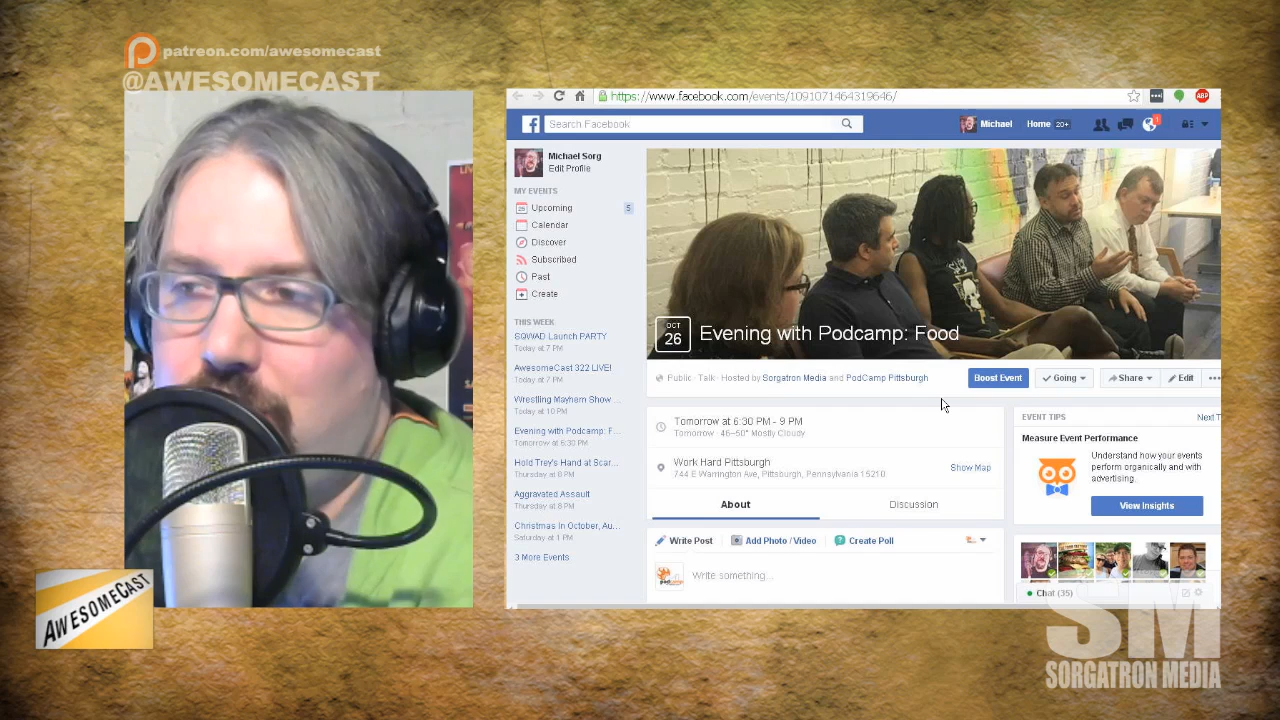 patreon.com/awesomecast
@AWESOMECAST
https://www.facebook.com/events/1091071464319646/
ABP
Search Facebook
Michael
Home 20+
1
Michael Sorg
Edit Profile
MY EVENTS
Upcoming 5
Calendar
Discover
Subscribed
Past
Create
THIS WEEK
SQWAD Launch PARTY
Today at 7 PM
AwesomeCast 322 LIVE!
Today at 7 PM
Wrestling Mayhem Show ...
Today at 10 PM
Evening with Podcamp: F...
Tomorrow at 6:30 PM
Hold Trey's Hand at Scar...
Thursday at 8 PM
Aggravated Assault
Thursday at 8 PM
Christmas In October, Au...
Saturday at 1 PM
3 More Events
OCT
26
Evening with Podcamp: Food
Public · Talk · Hosted by Sorgatron Media and PodCamp Pittsburgh
Boost Event
Going
Share
Edit
Tomorrow at 6:30 PM - 9 PM
Tomorrow · 46–50° Mostly Cloudy
Work Hard Pittsburgh
744 E Warrington Ave, Pittsburgh, Pennsylvania 15210
Show Map
About
Discussion
Write Post
Add Photo / Video
Create Poll
Write something...
EVENT TIPS
Next T
Measure Event Performance
Understand how your events
perform organically and with
advertising.
View Insights
Chat (35)
AWESOMECAST
SM
SORGATRON MEDIA